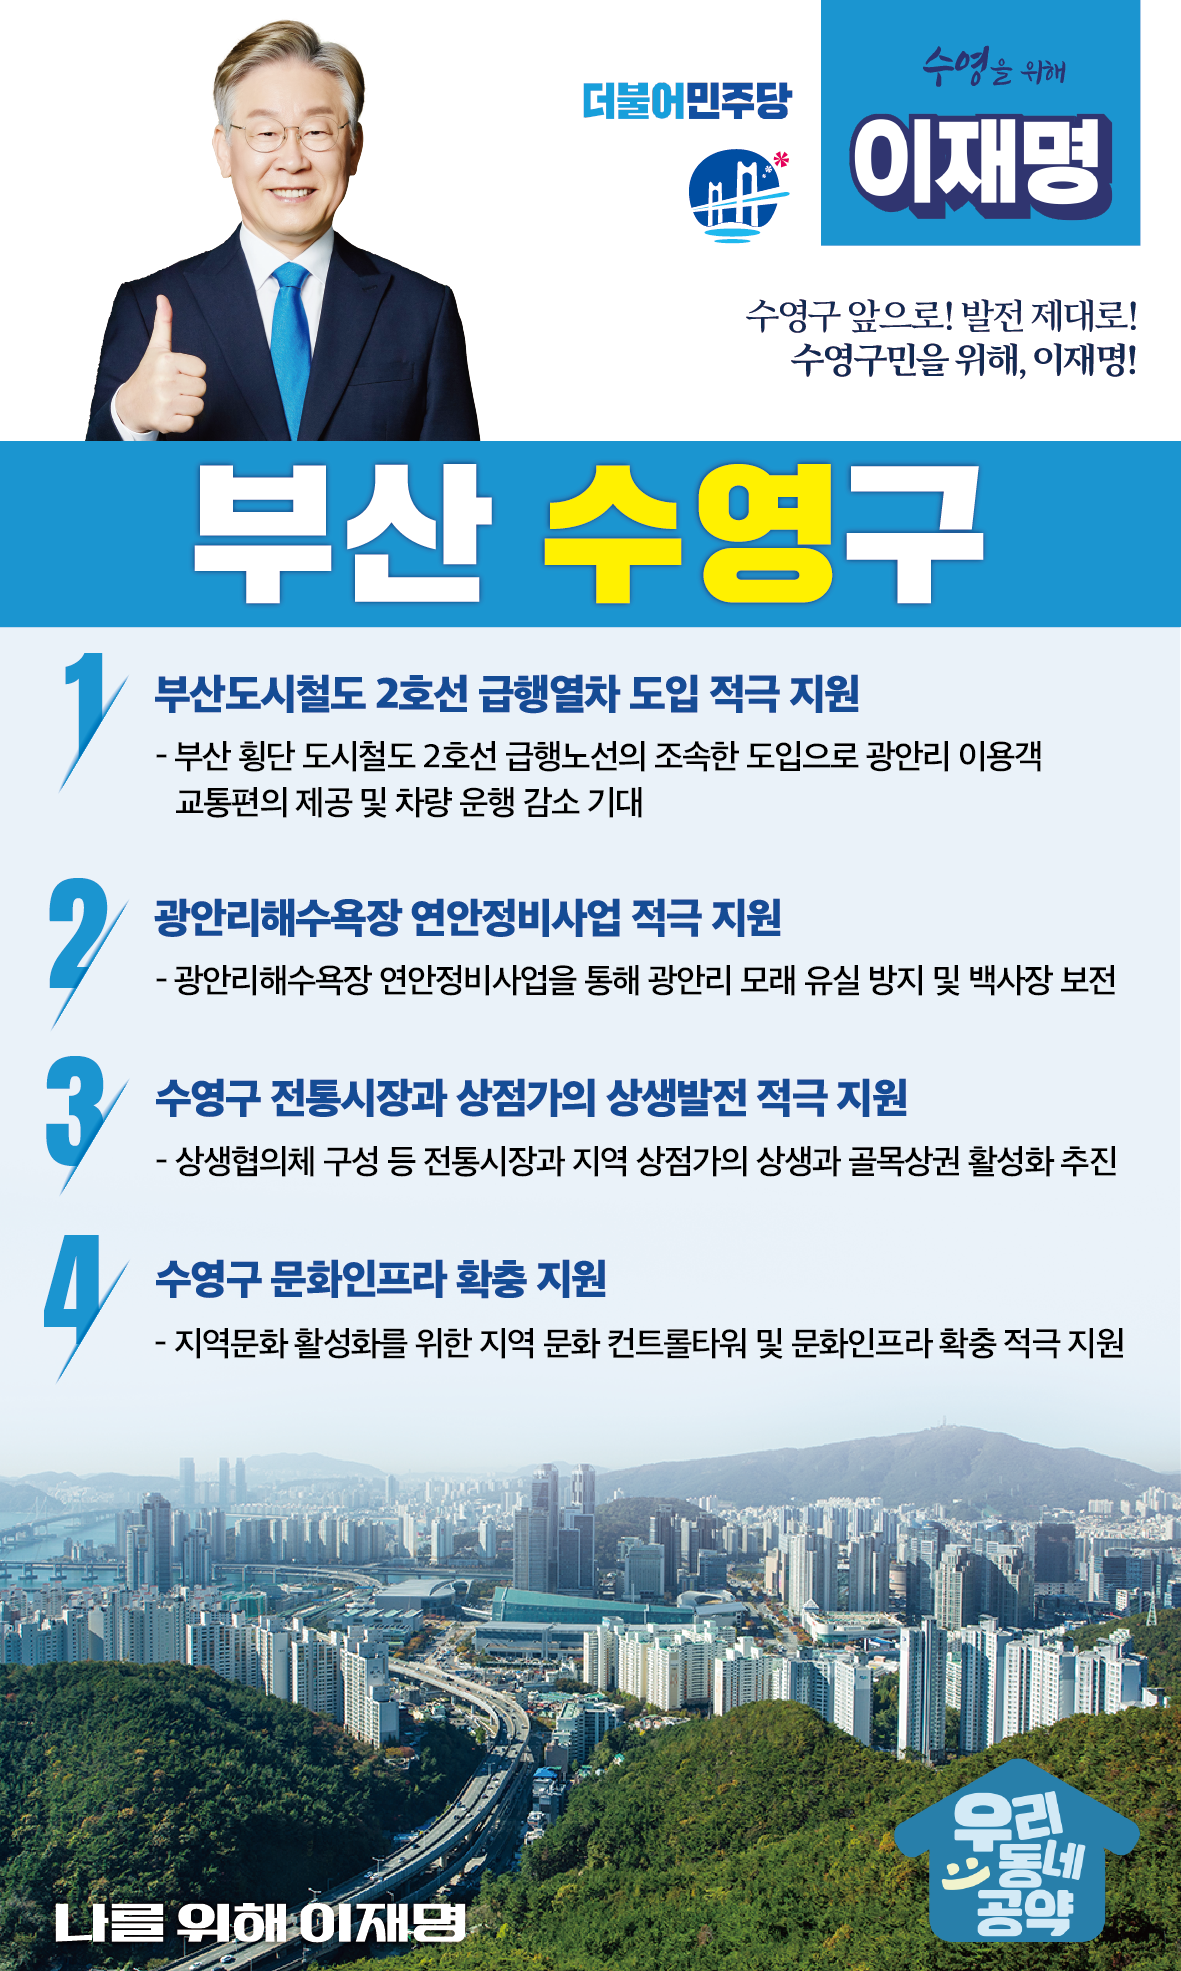 더불어민주당
수영을 위해
이재명
수영구 앞으로! 발전 제대로!
수영구민을 위해, 이재명!
부산 수영구
1
부산도시철도 2호선 급행열차 도입 적극 지원
- 부산 횡단 도시철도 2호선 급행노선의 조속한 도입으로 광안리 이용객
교통편의 제공 및 차량 운행 감소 기대
2
광안리해수욕장 연안정비사업 적극 지원
- 광안리해수욕장 연안정비사업을 통해 광안리 모래 유실 방지 및 백사장 보전
3
수영구 전통시장과 상점가의 상생발전 적극 지원
- 상생협의체 구성 등 전통시장과 지역 상점가의 상생과 골목상권 활성화 추진
4
수영구 문화인프라 확충 지원
- 지역문화 활성화를 위한 지역 문화 컨트롤타워 및 문화인프라 확충 적극 지원
우리
동네
공약
나를 위해 이재명